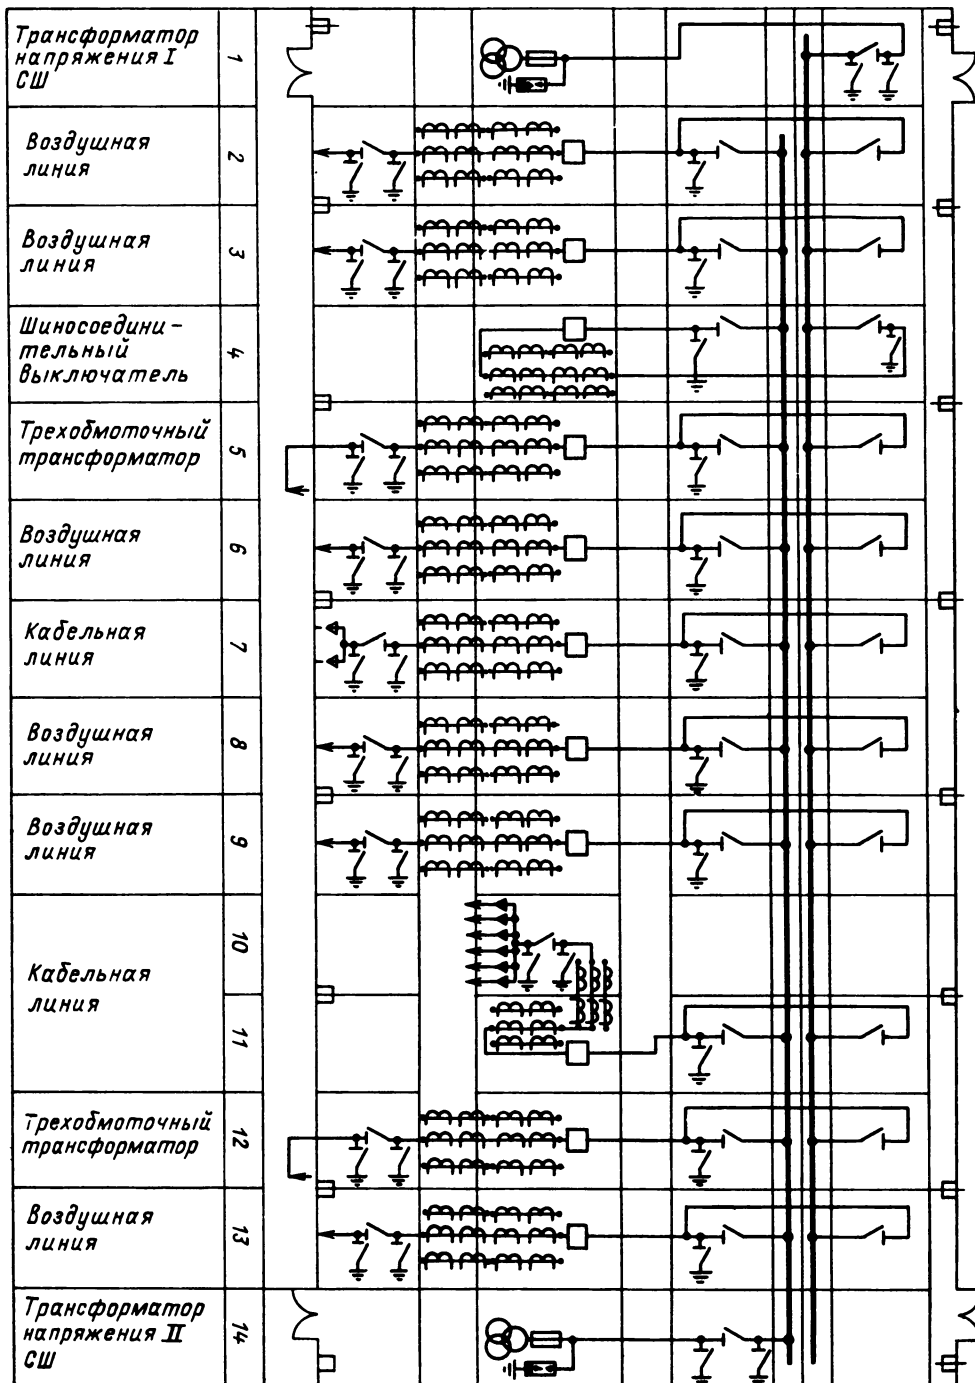 Трансформатор
напряжения I
СШ
1
Воздушная
линия
2
Воздушная
линия
3
Шиносоедини-
тельный
выключатель
4
Трехобмоточный
трансформатор
5
Воздушная
линия
6
Кабельная
линия
7
Воздушная
линия
8
Воздушная
линия
9
Кабельная
линия
10
11
Трехобмоточный
трансформатор
12
Воздушная
линия
13
Трансформатор
напряжения II
СШ
14